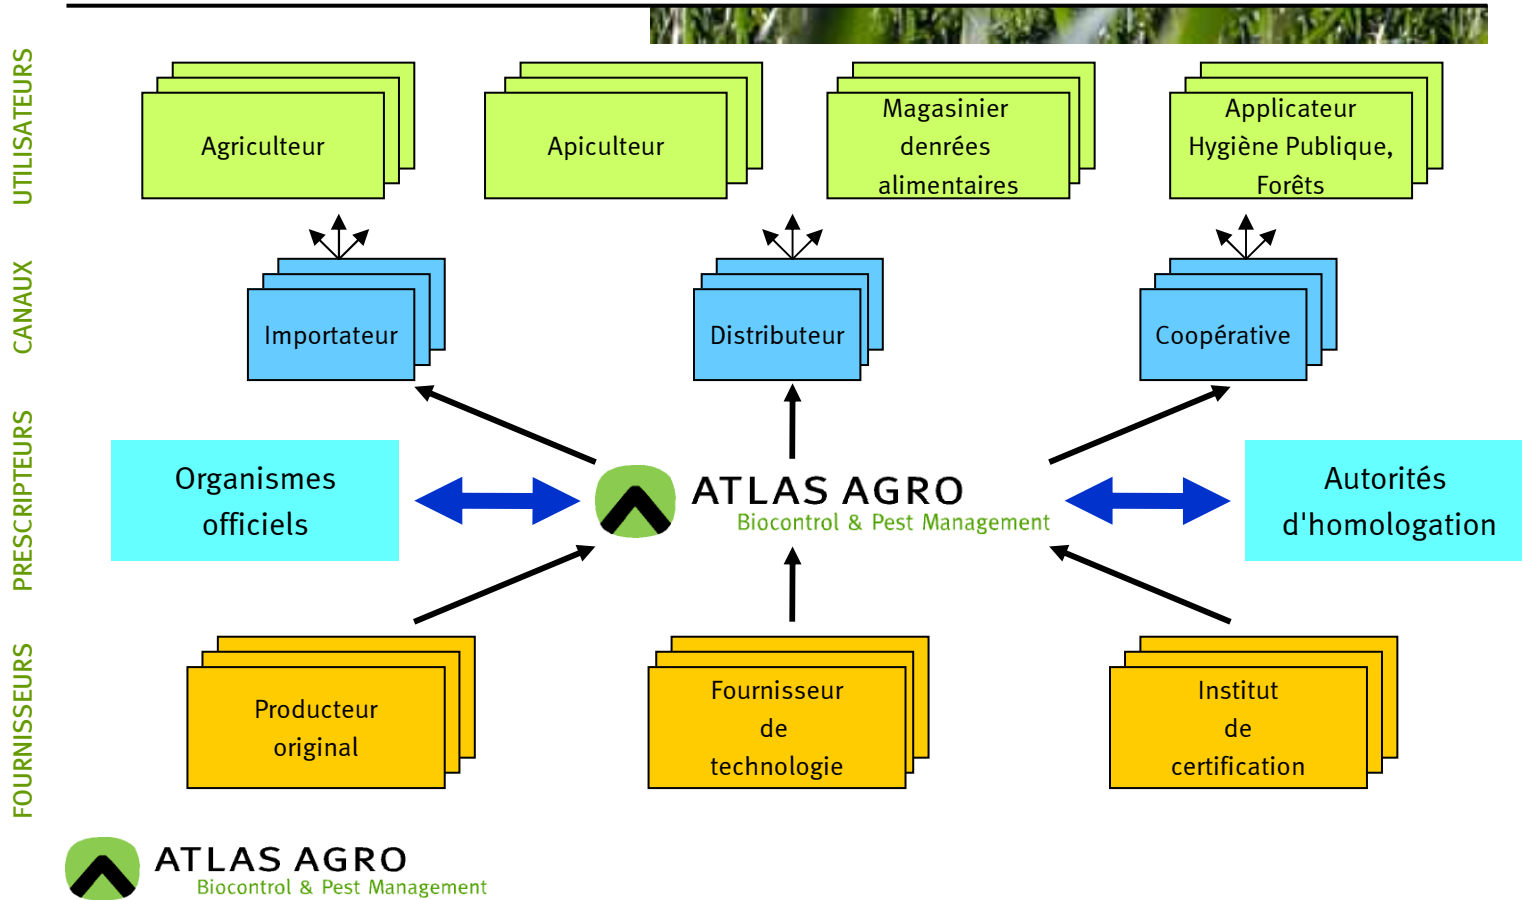 UTILISATEURS
Agriculteur
Apiculteur
Magasinier
denrées
alimentaires
Applicateur
Hygiène Publique,
Forêts
CANAUX
Importateur
Distributeur
Coopérative
PRESCRIPTEURS
Organismes
officiels
ATLAS AGRO
Biocontrol & Pest Management
Autorités
d'homologation
FOURNISSEURS
Producteur
original
Fournisseur
de
technologie
Institut
de
certification
ATLAS AGRO
Biocontrol & Pest Management